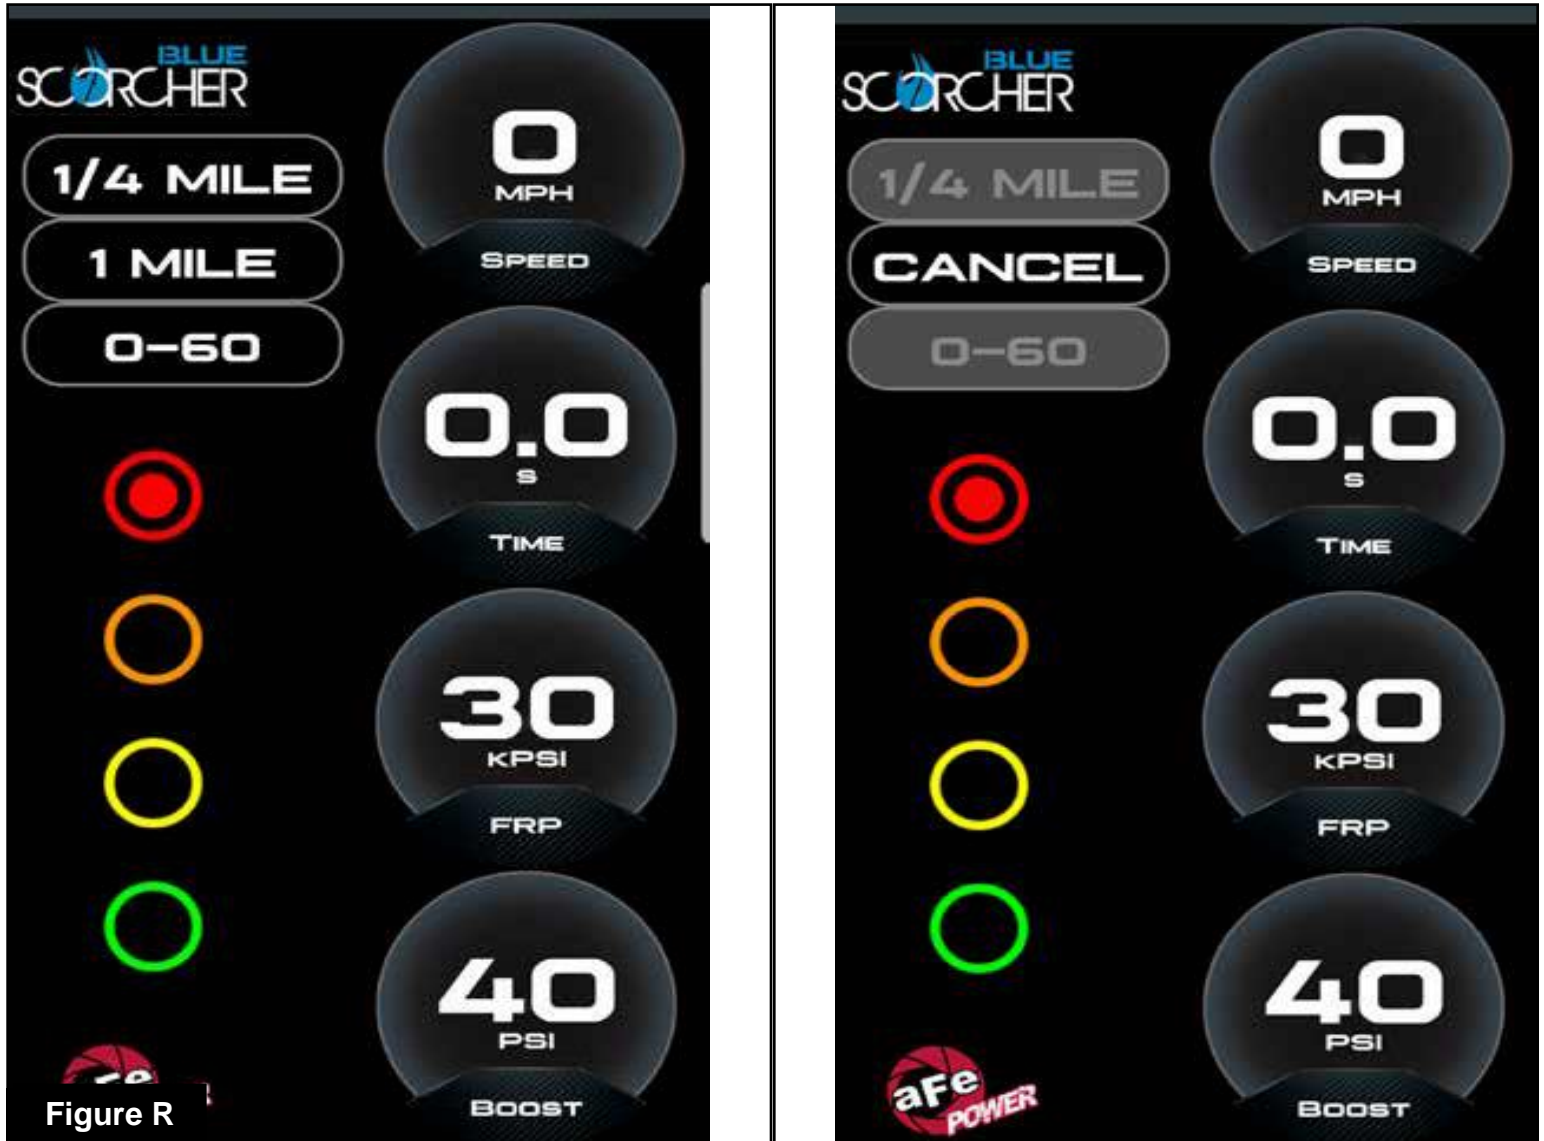 BLUE
SCORCHER
1/4 MILE
1 MILE
0-60
0
MPH
SPEED
0.0
S
TIME
30
KPSI
FRP
40
PSI
BOOST
aFe
Figure R
BLUE
SCORCHER
1/4 MILE
CANCEL
0-60
0
MPH
SPEED
0.0
S
TIME
30
KPSI
FRP
40
PSI
BOOST
aFe
POWER